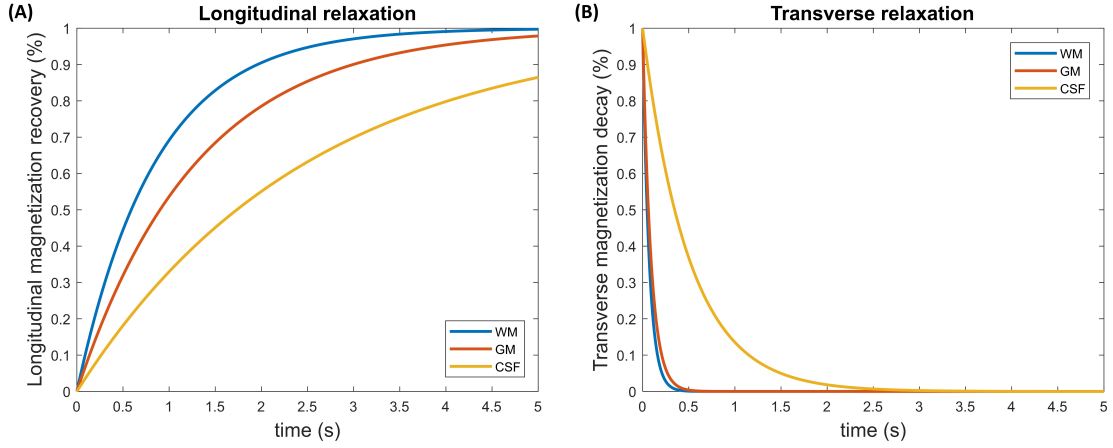 (A)
Longitudinal relaxation
Longitudinal magnetization recovery (%)
1
0.9
0.8
0.7
0.6
0.5
0.4
0.3
0.2
0.1
0
WM
GM
CSF
0 0.5 1 1.5 2 2.5 3 3.5 4 4.5 5
time (s)
(B)
Transverse relaxation
Transverse magnetization decay (%)
1
0.9
0.8
0.7
0.6
0.5
0.4
0.3
0.2
0.1
0
WM
GM
CSF
0 0.5 1 1.5 2 2.5 3 3.5 4 4.5 5
time (s)